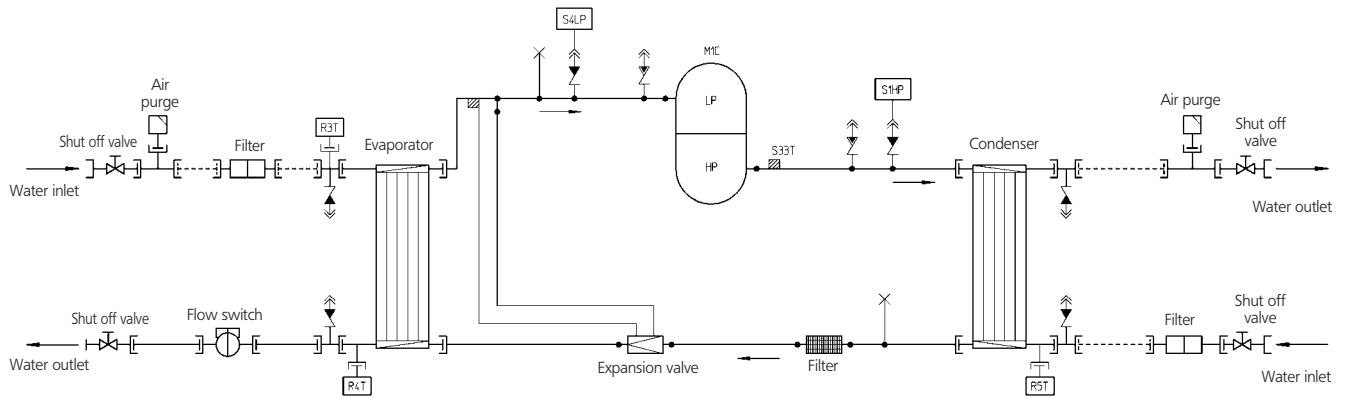 S4LP
M1C
Air
purge
LP
S1HP
Air purge
Shut off valve
Filter
R3T
Evaporator
S33T
HP
Condenser
Shut off
valve
Water inlet
Water outlet
Shut off valve
Flow switch
Shut off
valve
Filter
Water outlet
R4T
Expansion valve
Filter
R5T
Water inlet